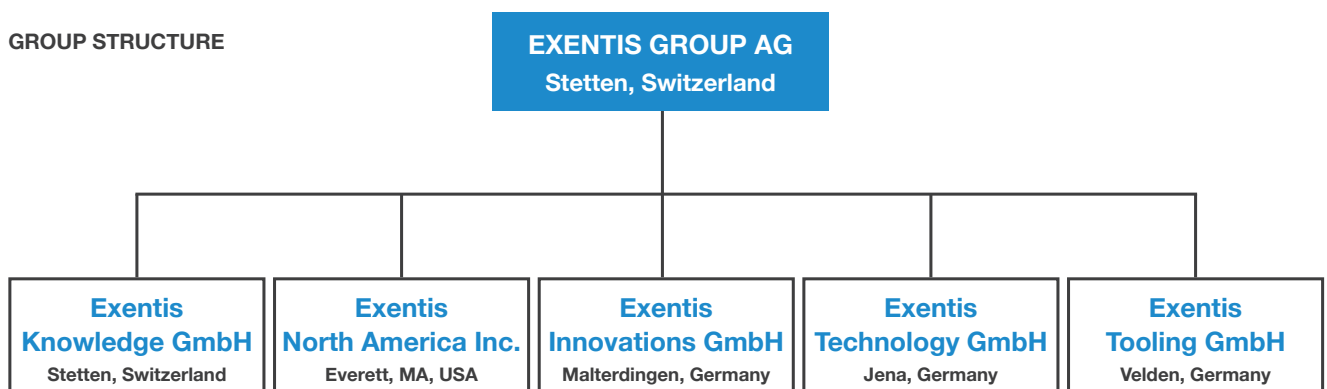 GROUP STRUCTURE
EXENTIS GROUP AG
Stetten, Switzerland
Exentis
Knowledge GmbH
Stetten, Switzerland
Exentis
North America Inc.
Everett, MA, USA
Exentis
Innovations GmbH
Malterdingen, Germany
Exentis
Technology GmbH
Jena, Germany
Exentis
Tooling GmbH
Velden, Germany